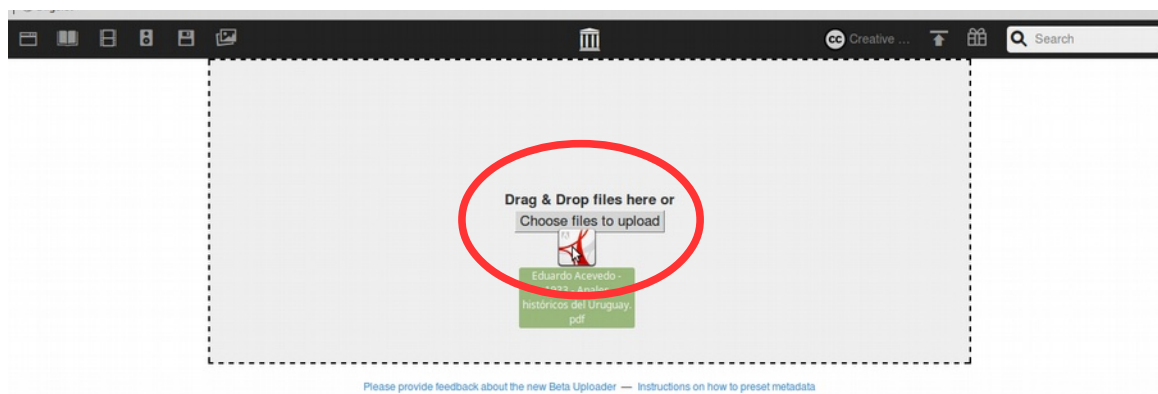 cc Creative ...
Search
Drag & Drop files here or
Choose files to upload
Eduardo Acevedo -
1933 - Anales
históricos del Uruguay.
pdf
Please provide feedback about the new Beta Uploader — Instructions on how to preset metadata